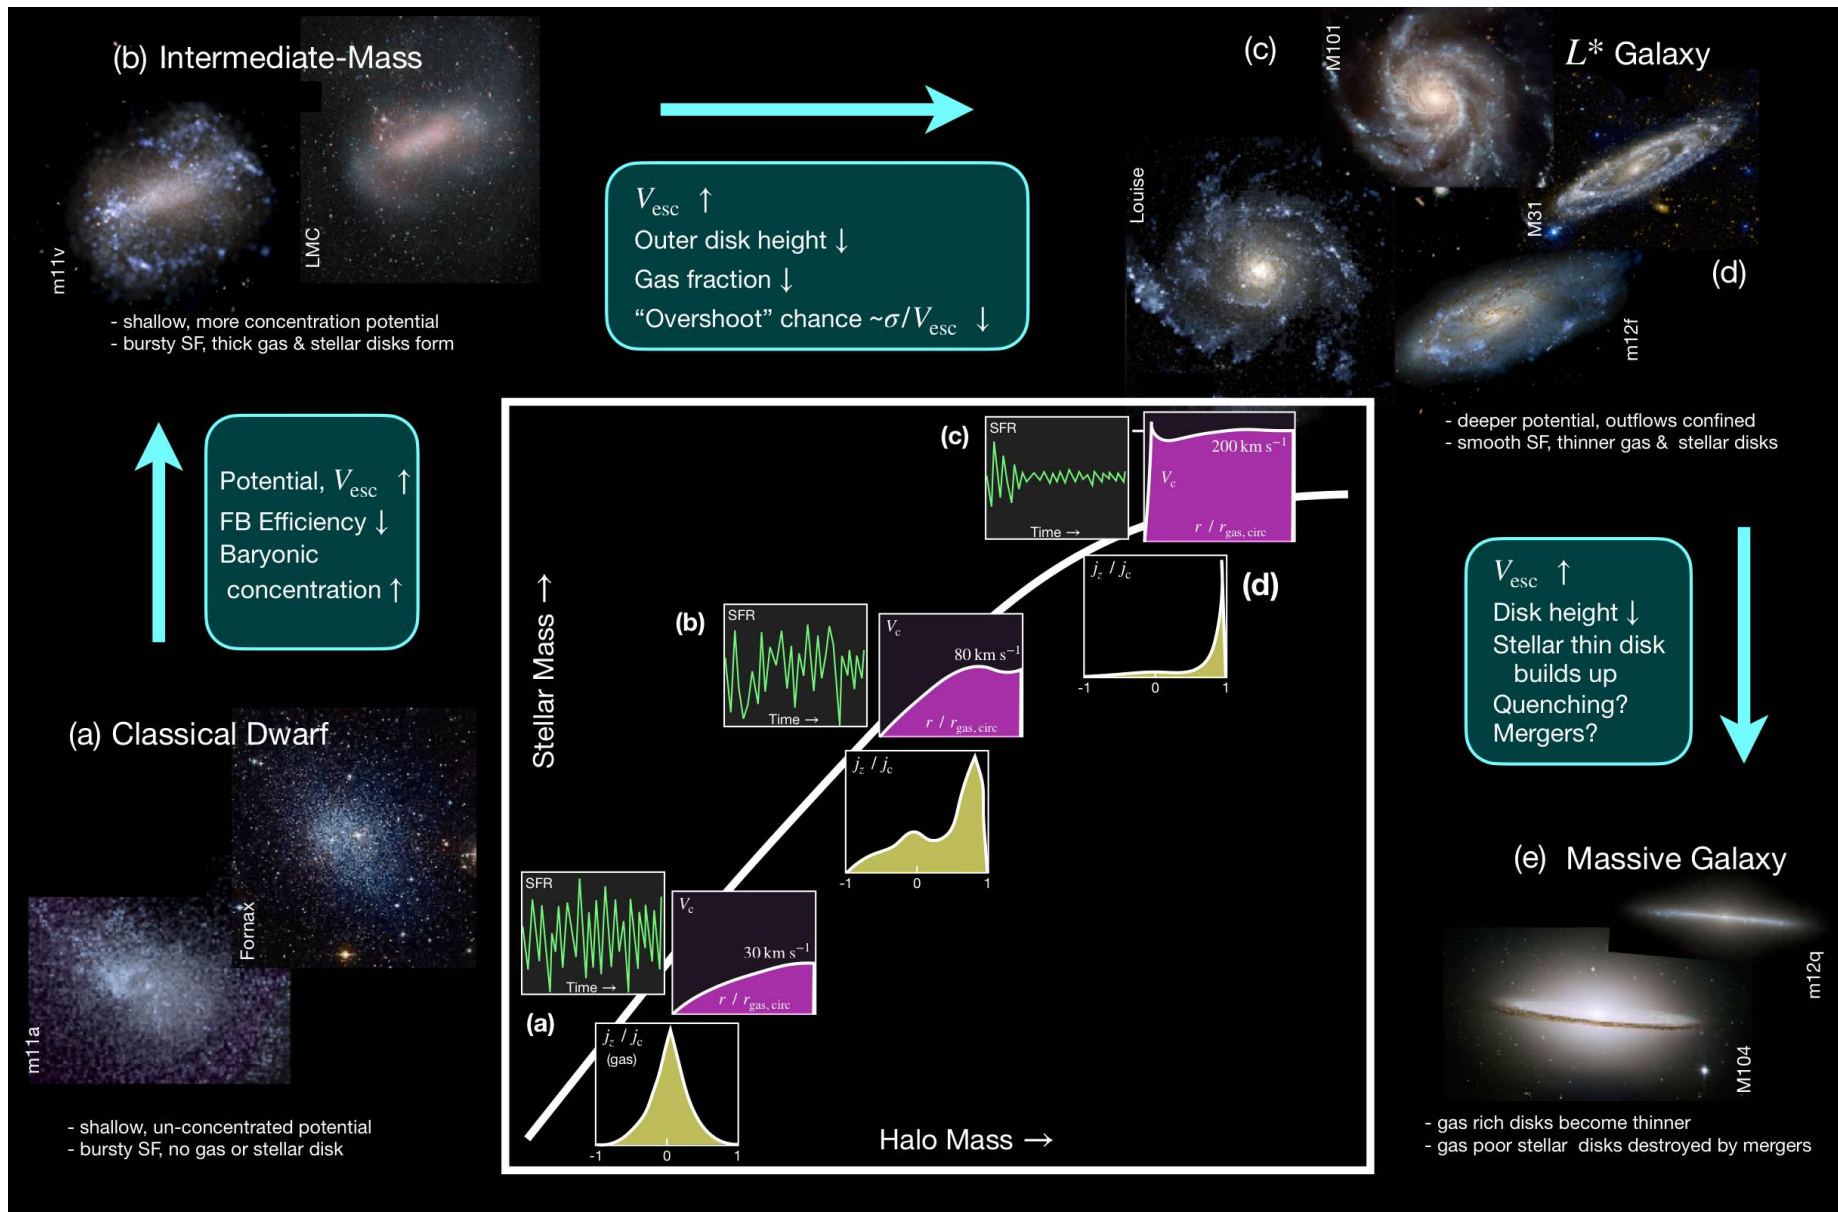 (b) Intermediate-Mass
m11v
LMC
- shallow, more concentration potential
- bursty SF, thick gas & stellar disks form
V_esc ↑
Outer disk height ↓
Gas fraction ↓
“Overshoot” chance ~σ/V_esc ↓
(c)
L* Galaxy
M101
Louise
M31
(d)
m12f
- deeper potential, outflows confined
- smooth SF, thinner gas & stellar disks
Potential, V_esc ↑
FB Efficiency ↓
Baryonic
concentration ↑
(a) Classical Dwarf
Fornax
m11a
- shallow, un-concentrated potential
- bursty SF, no gas or stellar disk
Stellar Mass →
Halo Mass →
(c)
SFR
Time →
200 km s⁻¹
V_c
r / r_gas, circ
j_z / j_c
(d)
-1
0
1
(b)
SFR
Time →
V_c
80 km s⁻¹
r / r_gas, circ
j_z / j_c
-1
0
1
SFR
Time →
V_c
30 km s⁻¹
r / r_gas, circ
(a)
j_z / j_c
(gas)
-1
0
1
V_esc ↑
Disk height ↓
Stellar thin disk
builds up
Quenching?
Mergers?
(e) Massive Galaxy
m12q
M104
- gas rich disks become thinner
- gas poor stellar disks destroyed by mergers